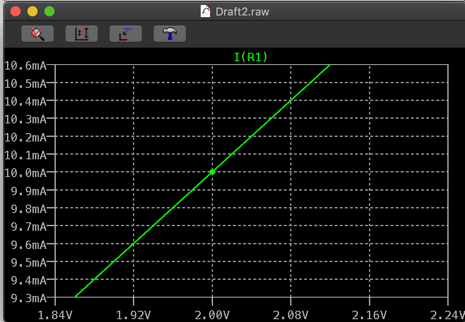 Draft2.raw
I(R1)
10.6mA
10.5mA
10.4mA
10.3mA
10.2mA
10.1mA
10.0mA
9.9mA
9.8mA
9.7mA
9.6mA
9.5mA
9.4mA
9.3mA
1.84V 1.92V 2.00V 2.08V 2.16V 2.24V